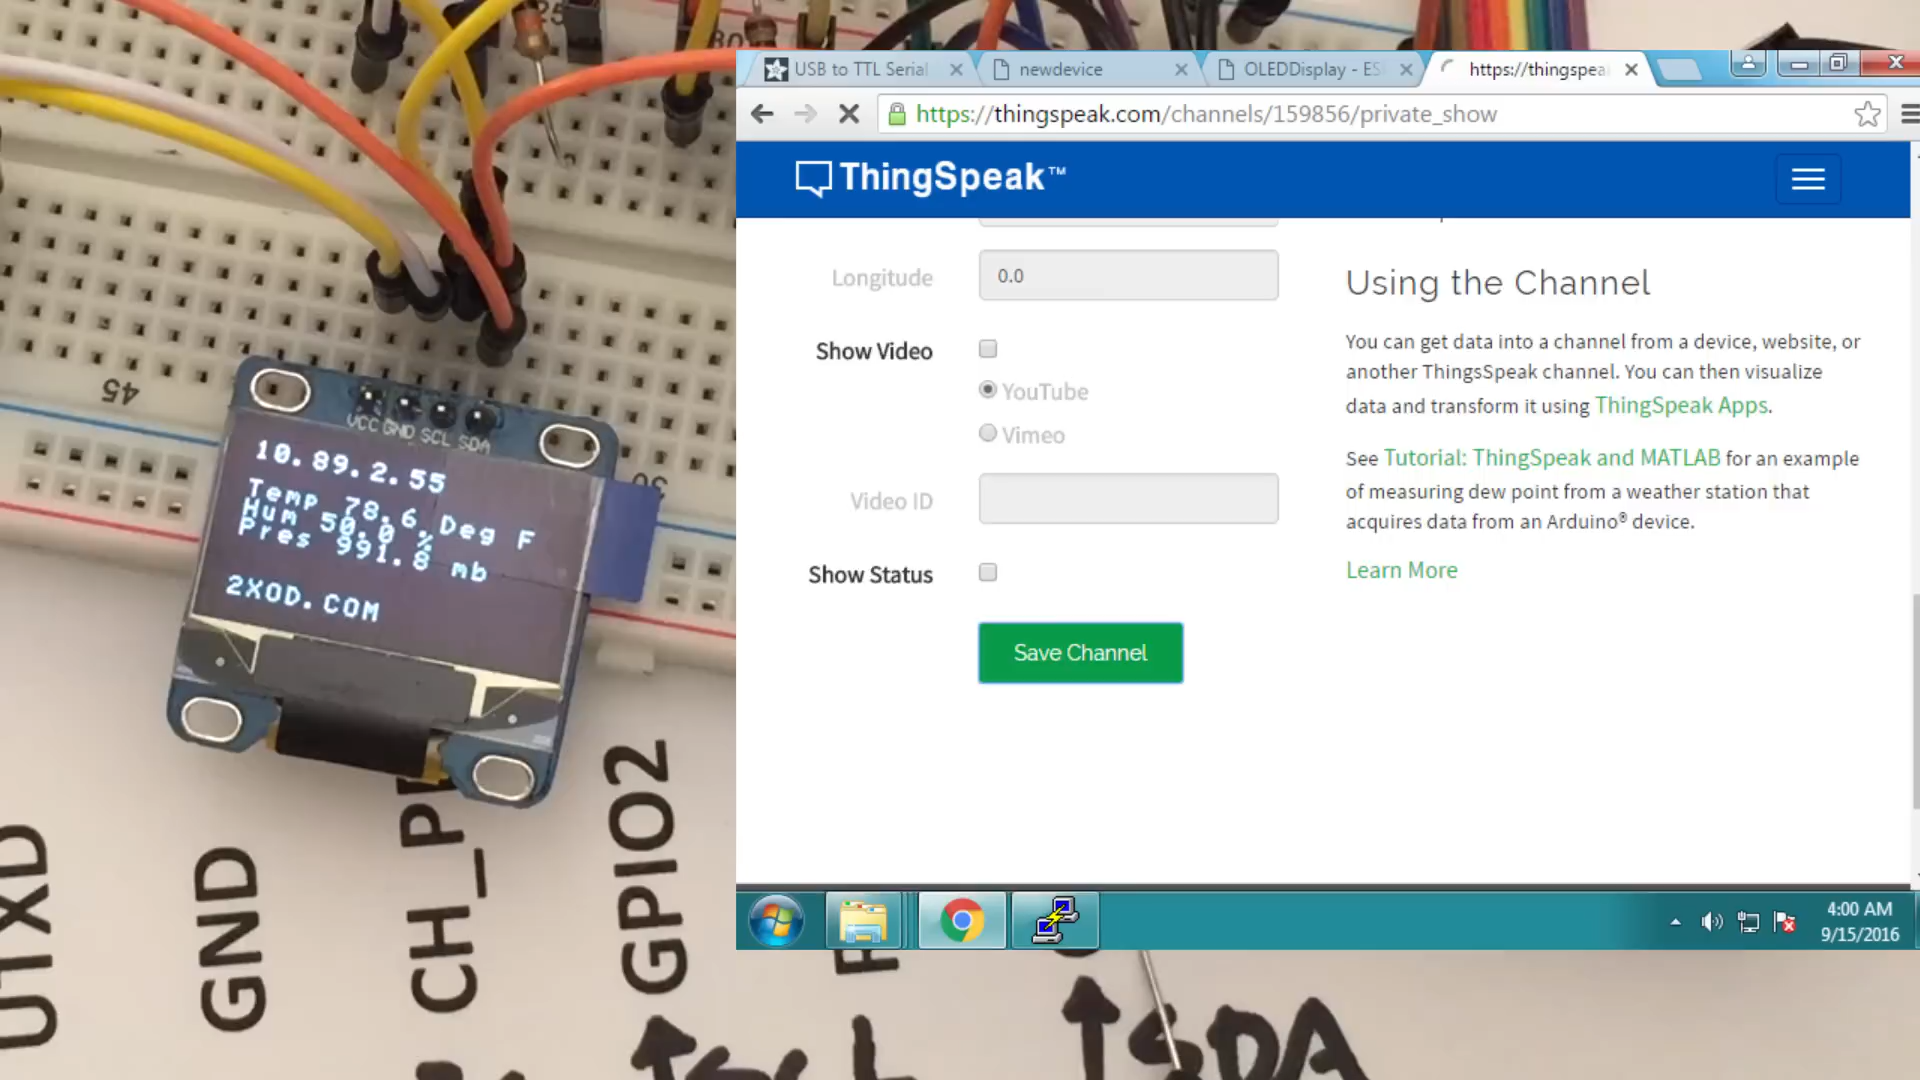 45
30
VCC GND SCL SDA
10.89.2.55
Temp 78.6 Deg F
Hum 50.0 %
Pres 991.8 mb
2XOD.COM
U1XD
GND
GPIO2
SDA
USB to TTL Serial
newdevice
OLEDDisplay - ES
https://thingspea
https://thingspeak.com/channels/159856/private_show
ThingSpeak™
Longitude
0.0
Show Video
YouTube
Vimeo
Video ID
Show Status
Save Channel
Using the Channel
You can get data into a channel from a device, website, or
another ThingsSpeak channel. You can then visualize
data and transform it using ThingSpeak Apps.
See Tutorial: ThingSpeak and MATLAB for an example
of measuring dew point from a weather station that
acquires data from an Arduino® device.
Learn More
4:00 AM
9/15/2016